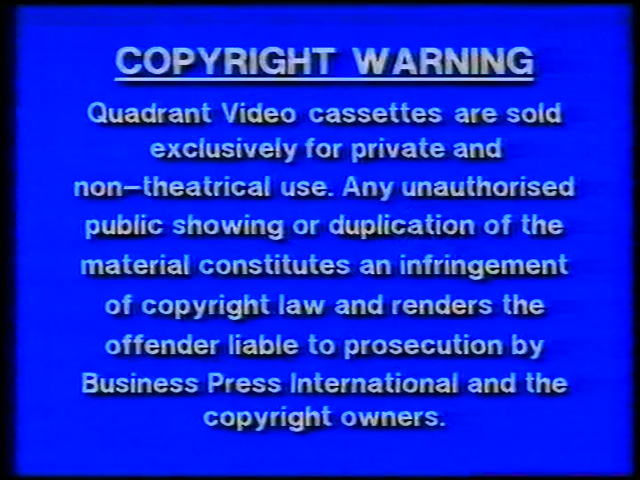 COPYRIGHT WARNING
Quadrant Video cassettes are sold
exclusively for private and
non-theatrical use. Any unauthorised
public showing or duplication of the
material constitutes an infringement
of copyright law and renders the
offender liable to prosecution by
Business Press International and the
copyright owners.